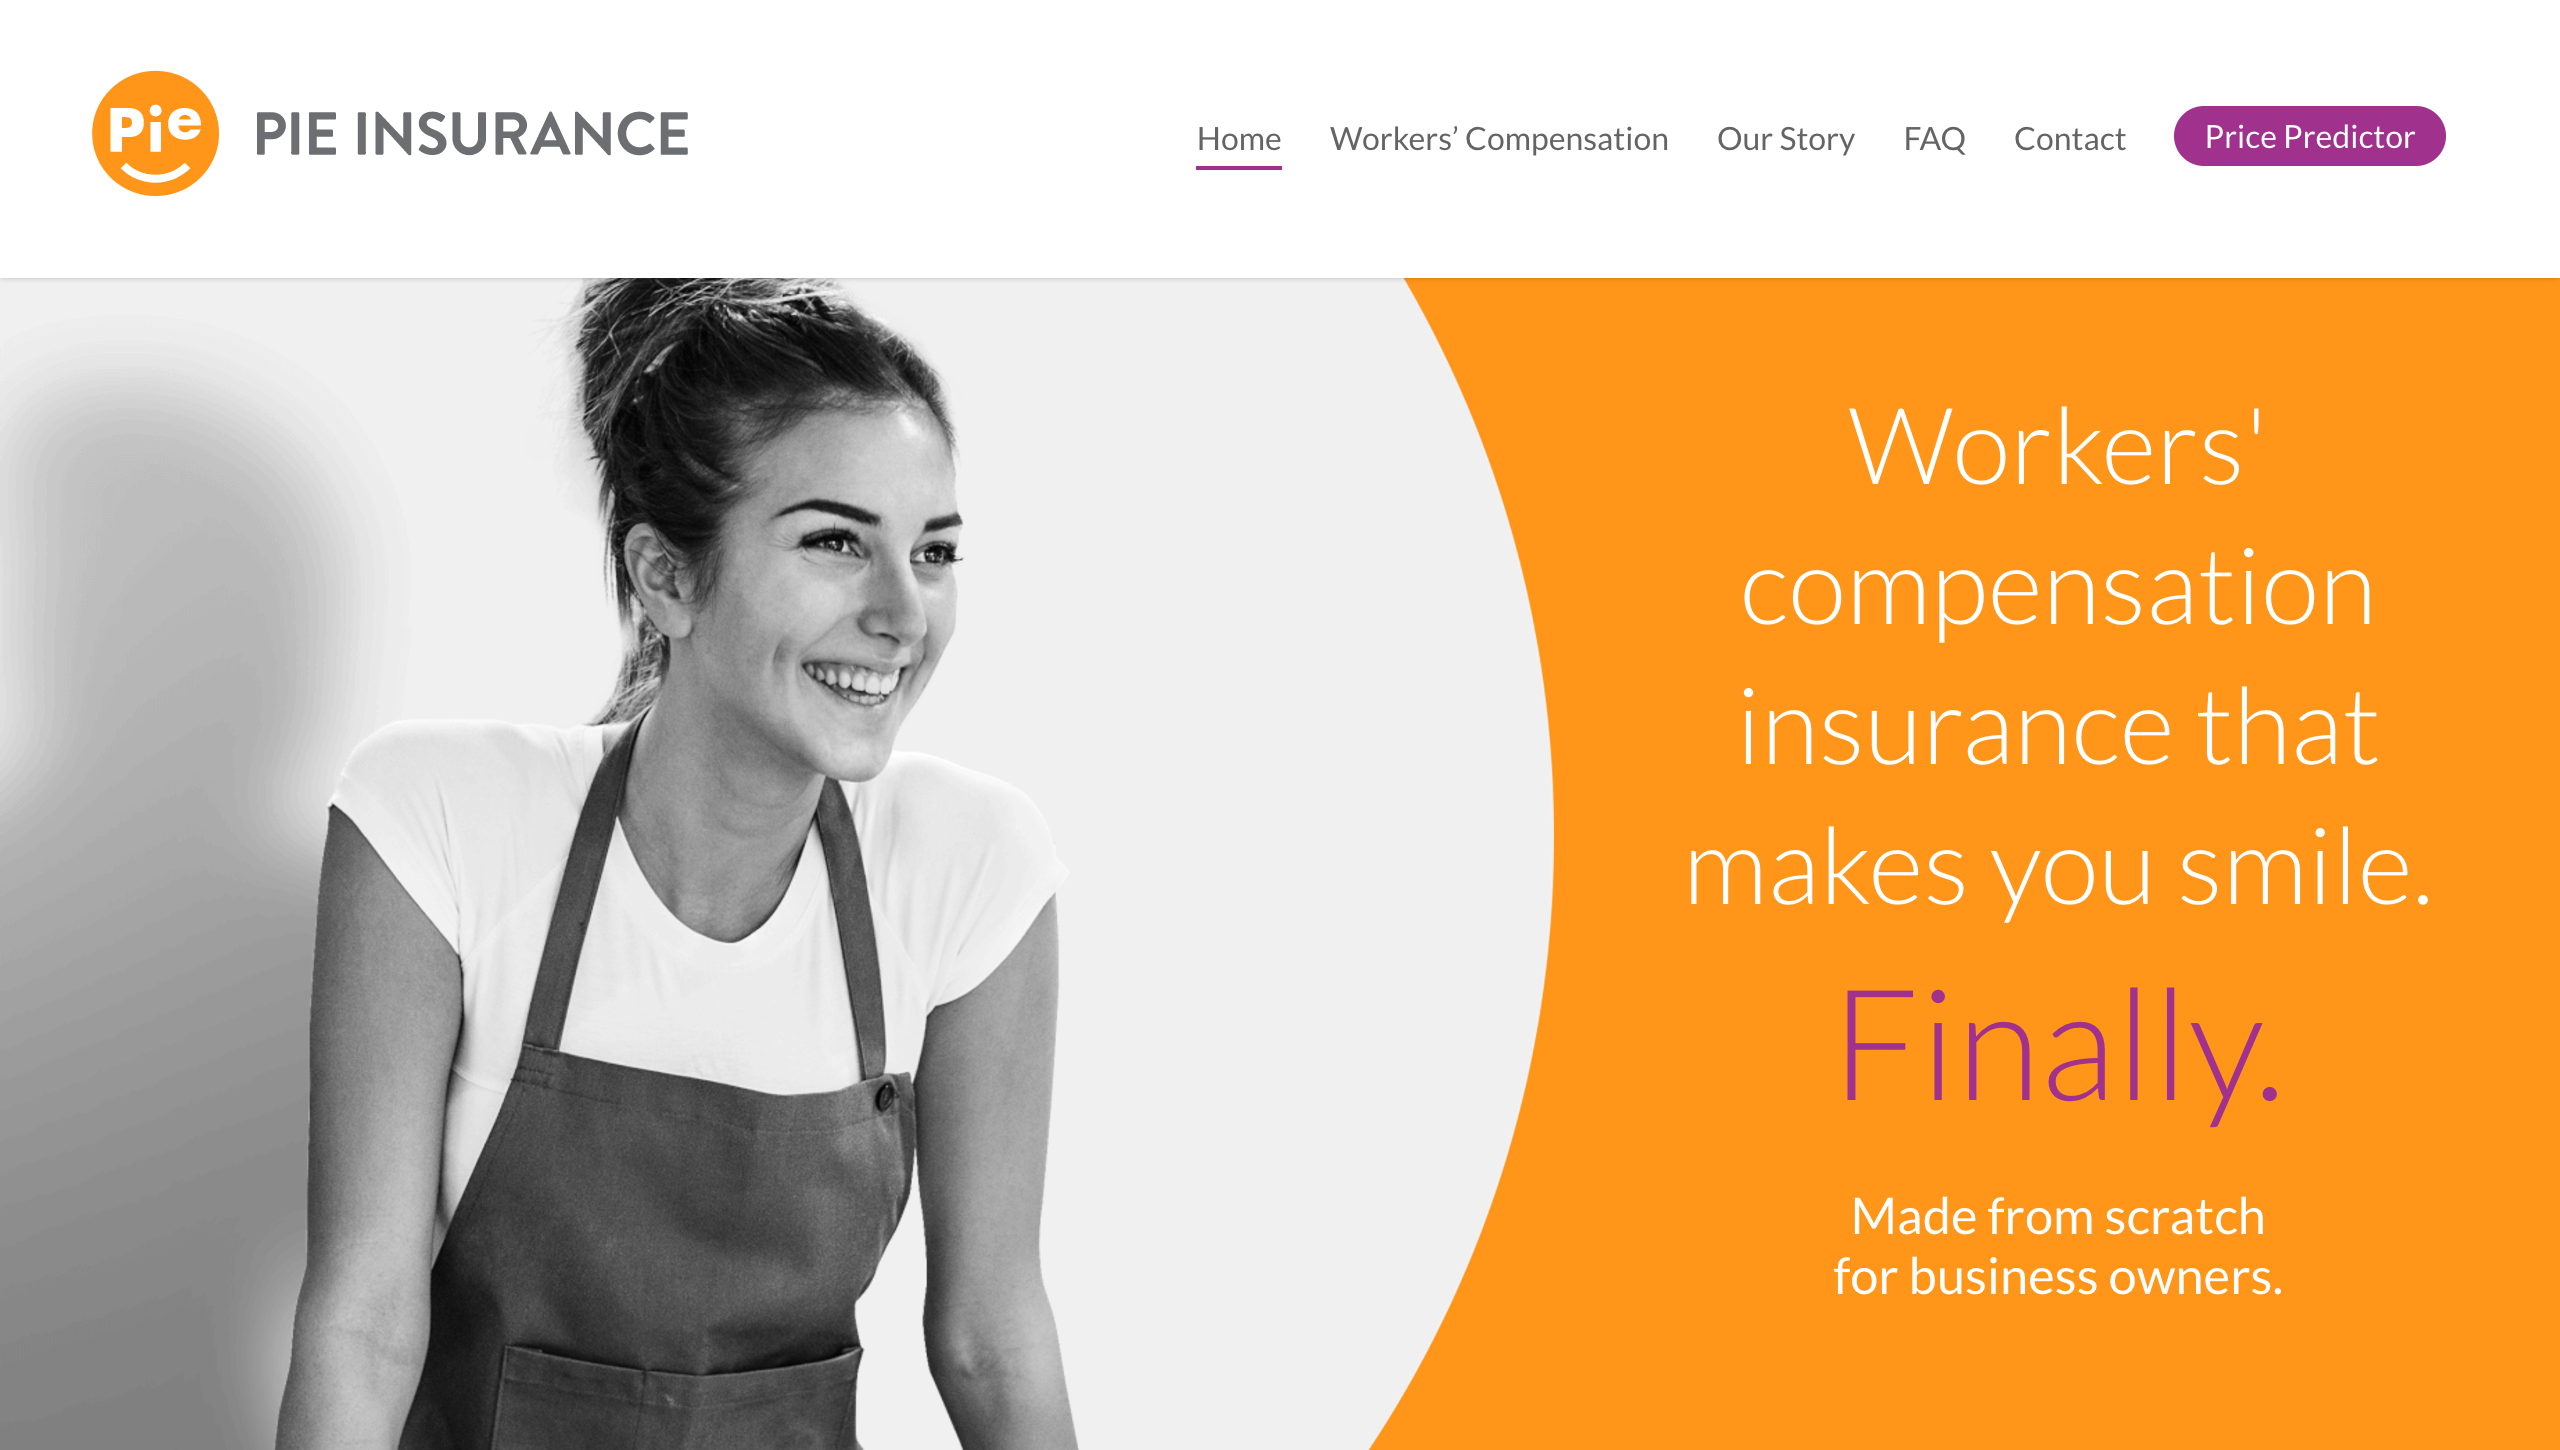 Pie
PIE INSURANCE
Home
Workers’ Compensation
Our Story
FAQ
Contact
Price Predictor
Workers'
compensation
insurance that
makes you smile.
Finally.
Made from scratch
for business owners.